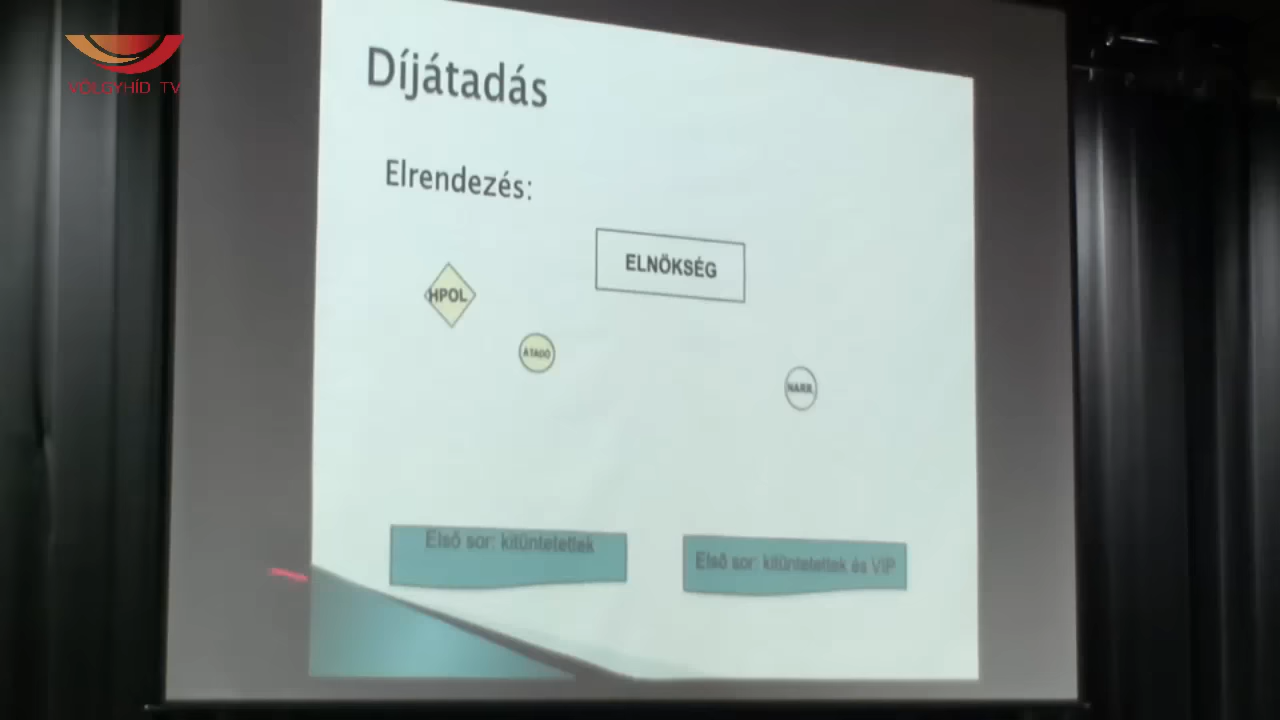 VÖLGYHÍD TV
Díjátadás
Elrendezés:
ELNÖKSÉG
HPOL
ÁTADÓ
NARR.
Első sor: kitüntetettek
Első sor: kitüntetettek és VIP